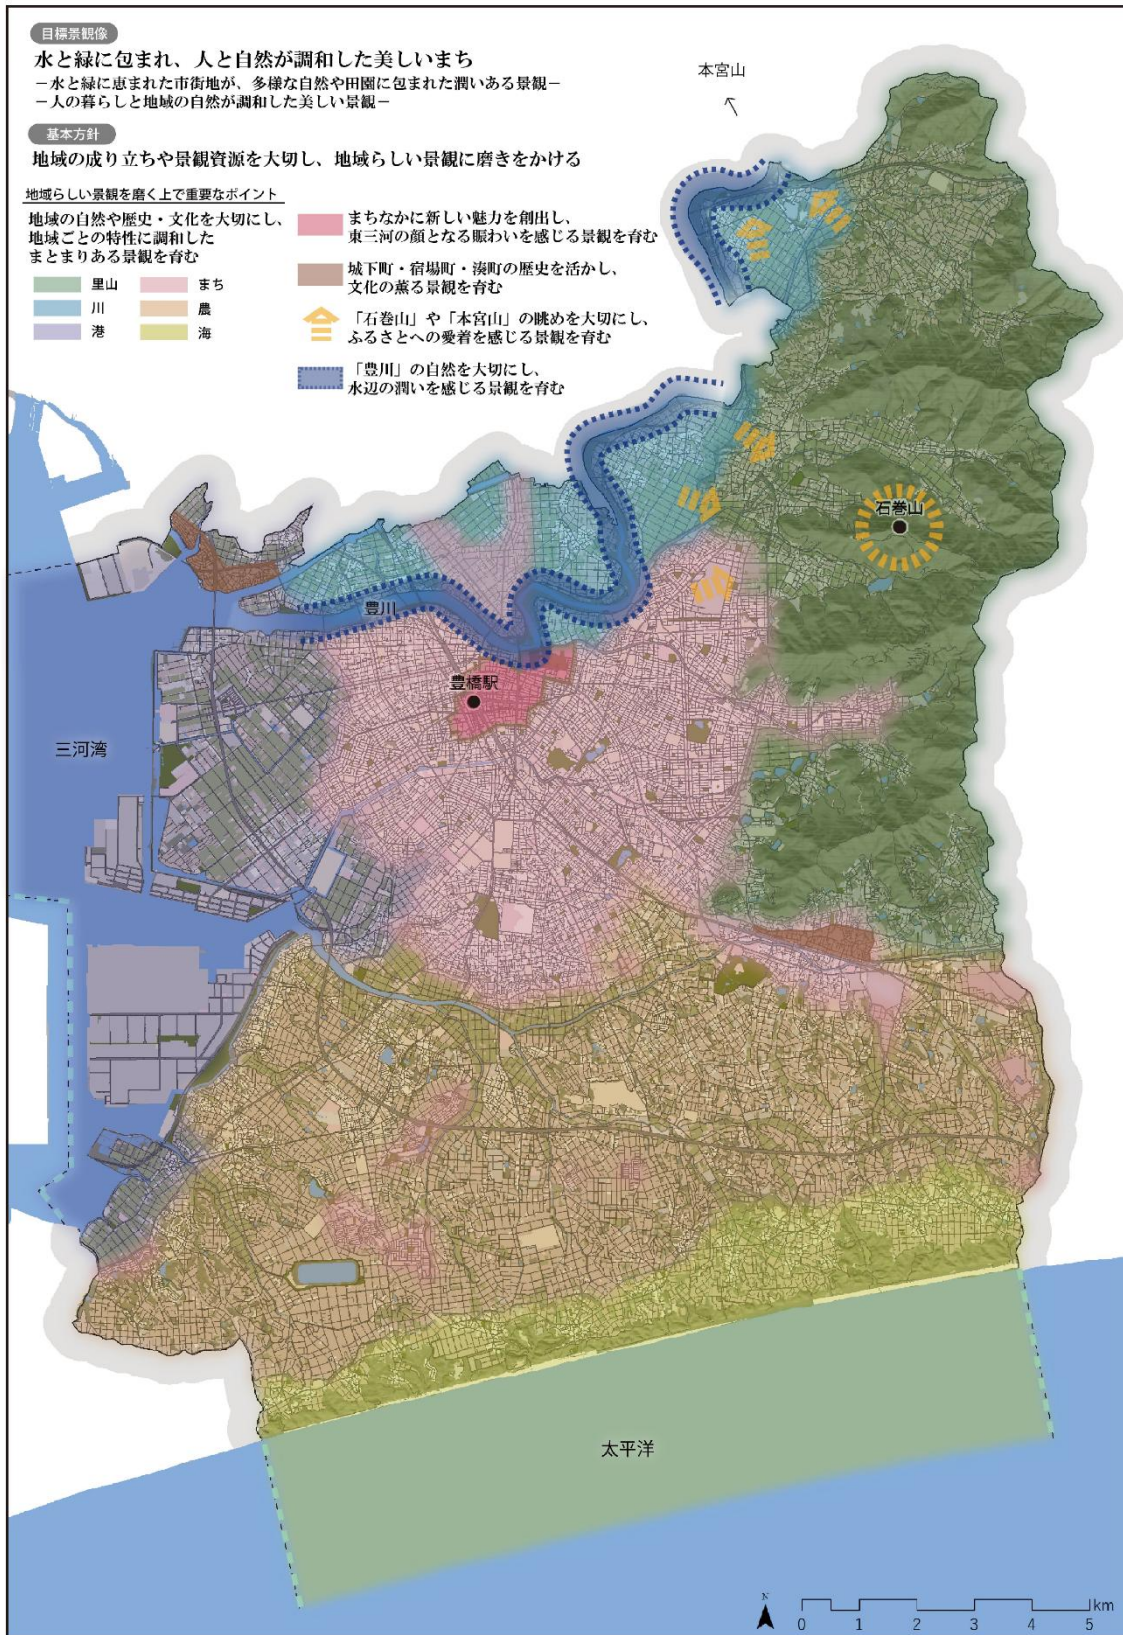 目標景観像
水と緑に包まれ、人と自然が調和した美しいまち
－水と緑に恵まれた市街地が、多様な自然や田園に包まれた潤いある景観－
－人の暮らしと地域の自然が調和した美しい景観－
基本方針
地域の成り立ちや景観資源を大切し、地域らしい景観に磨きをかける
地域らしい景観を磨く上で重要なポイント
地域の自然や歴史・文化を大切にし、
地域ごとの特性に調和した
まとまりある景観を育む
里山
まち
川
農
港
海
まちなかに新しい魅力を創出し、
東三河の顔となる賑わいを感じる景観を育む
城下町・宿場町・湊町の歴史を活かし、
文化の薫る景観を育む
「石巻山」や「本宮山」の眺めを大切にし、
ふるさとへの愛着を感じる景観を育む
「豊川」の自然を大切にし、
水辺の潤いを感じる景観を育む
本宮山
石巻山
豊川
豊橋駅
三河湾
太平洋
N
km
0 1 2 3 4 5